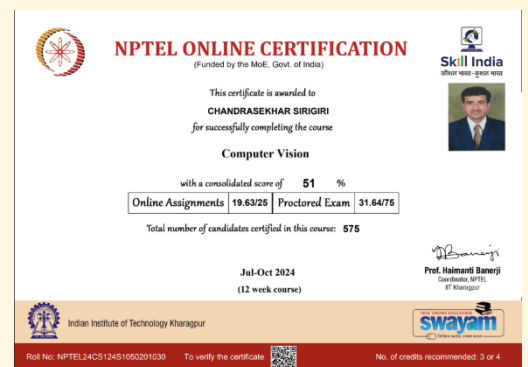 NPTEL ONLINE CERTIFICATION
(Funded by the MoE, Govt. of India)
Skill India
कौशल भारत - कुशल भारत
This certificate is awarded to
CHANDRASEKHAR SIRIGIRI
for successfully completing the course
Computer Vision
with a consolidated score of 51 %
Online Assignments 19.63/25 Proctored Exam 31.64/75
Total number of candidates certified in this course: 575
Jul-Oct 2024
(12 week course)
Prof. Haimanti Banerji
Coordinator, NPTEL
IIT Kharagpur
Indian Institute of Technology Kharagpur
FREE ONLINE EDUCATION
swayam
Roll No: NPTEL24CS124S1050201030 To verify the certificate No. of credits recommended: 3 or 4